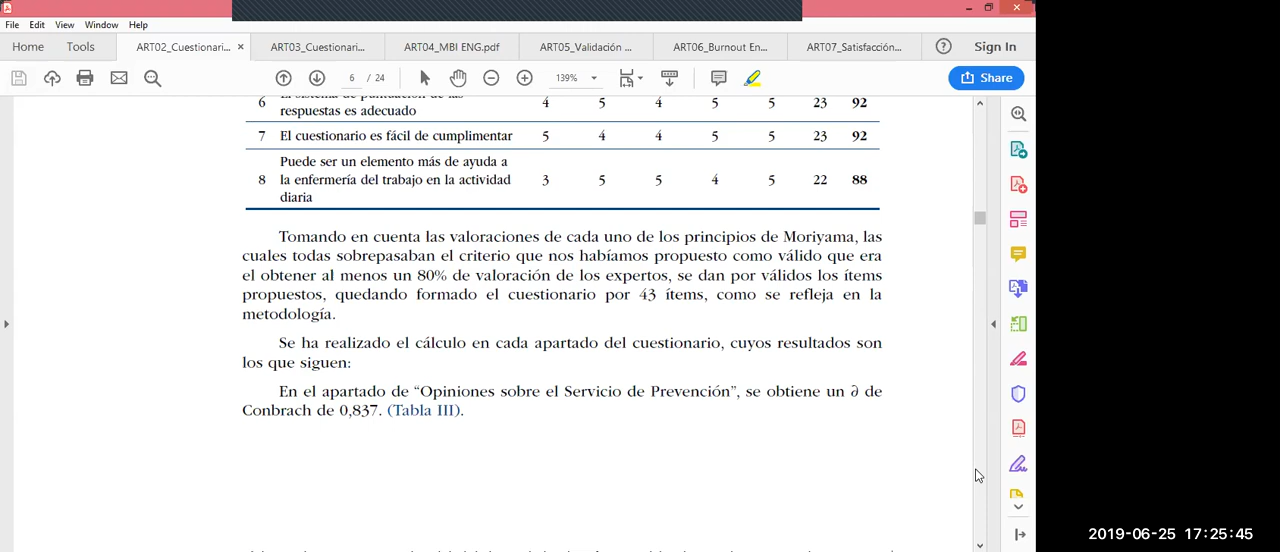 File Edit View Window Help
Home Tools ART02_Cuestionari... × ART03_Cuestionari... ART04_MBI ENG.pdf ART05_Validación ... ART06_Burnout En... ART07_Satisfacción... Sign In
6 / 24 139% Share
6 respuestas es adecuado 4 5 4 5 5 23 92
7 El cuestionario es fácil de cumplimentar 5 4 4 5 5 23 92
Puede ser un elemento más de ayuda a
8 la enfermería del trabajo en la actividad 3 5 5 4 5 22 88
diaria
Tomando en cuenta las valoraciones de cada uno de los principios de Moriyama, las
cuales todas sobrepasaban el criterio que nos habíamos propuesto como válido que era
el obtener al menos un 80% de valoración de los expertos, se dan por válidos los ítems
propuestos, quedando formado el cuestionario por 43 ítems, como se refleja en la
metodología.
Se ha realizado el cálculo en cada apartado del cuestionario, cuyos resultados son
los que siguen:
En el apartado de “Opiniones sobre el Servicio de Prevención”, se obtiene un ∂ de
Conbrach de 0,837. (Tabla III).
2019-06-25 17:25:45